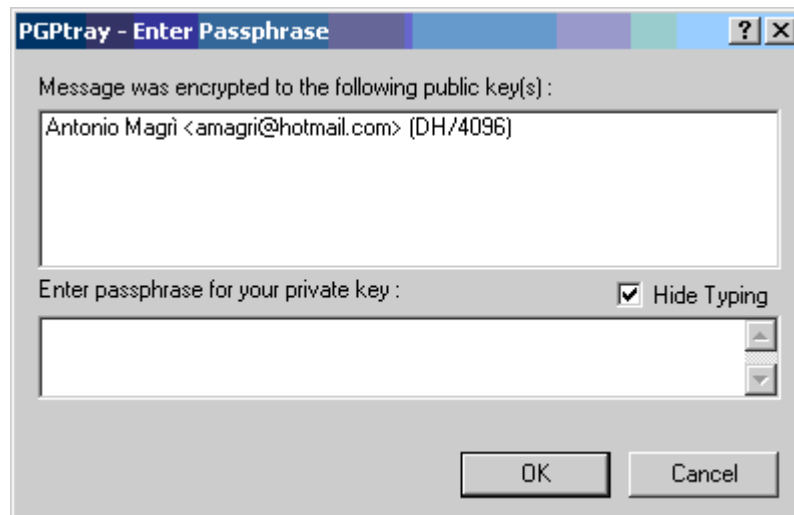 PGPtray - Enter Passphrase
Message was encrypted to the following public key(s) :
Antonio Magrì <amagri@hotmail.com> (DH/4096)
Enter passphrase for your private key :
Hide Typing
OK
Cancel